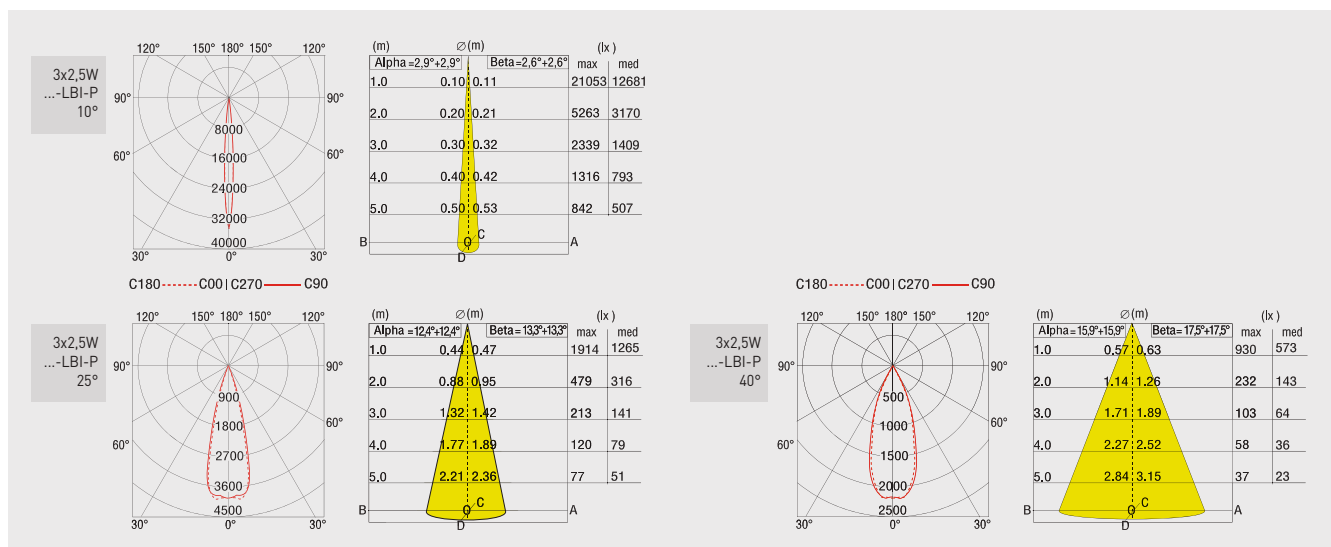 3x2,5W
...-LBI-P
10°
120° 150° 180° 150° 120°
90° 90°
60° 60°
8000
16000
24000
32000
40000
30° 0° 30°
(m) ∅(m) (lx )
Alpha =2,9°+2,9° Beta=2,6°+2,6° max med
1.0 0.10 0.11 21053 12681
2.0 0.20 0.21 5263 3170
3.0 0.30 0.32 2339 1409
4.0 0.40 0.42 1316 793
5.0 0.50 0.53 842 507
B C A
D
C180 C00 | C270 C90
3x2,5W
...-LBI-P
25°
120° 150° 180° 150° 120°
90° 90°
60° 60°
900
1800
2700
3600
4500
30° 0° 30°
(m) ∅(m) (lx )
Alpha =12,4°+12,4° Beta=13,3°+13,3° max med
1.0 0.44 0.47 1914 1265
2.0 0.88 0.95 479 316
3.0 1.32 1.42 213 141
4.0 1.77 1.89 120 79
5.0 2.21 2.36 77 51
B C A
D
C180 C00 | C270 C90
3x2,5W
...-LBI-P
40°
120° 150° 180° 150° 120°
90° 90°
60° 60°
500
1000
1500
2000
2500
30° 0° 30°
(m) ∅(m) (lx )
Alpha =15,9°+15,9° Beta=17,5°+17,5° max med
1.0 0.57 0.63 930 573
2.0 1.14 1.26 232 143
3.0 1.71 1.89 103 64
4.0 2.27 2.52 58 36
5.0 2.84 3.15 37 23
B C A
D